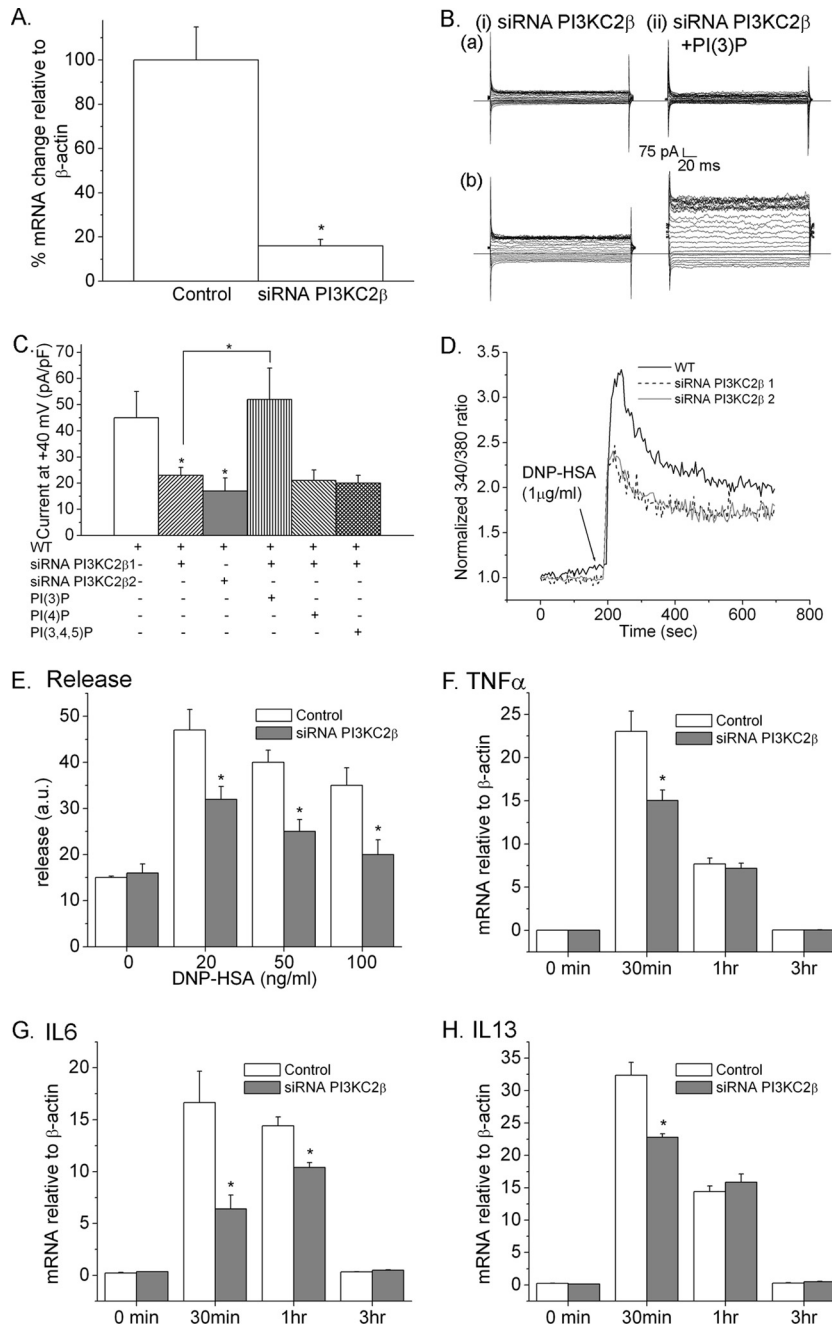 A.
% mRNA change relative to
β-actin
100
80
60
40
20
0
*
Control
siRNA PI3KC2β
B.
(i) siRNA PI3KC2β
(ii) siRNA PI3KC2β
+PI(3)P
(a)
75 pA
20 ms
(b)
C.
Current at +40 mV (pA/pF)
70
60
50
40
30
20
10
0
*
*
*
WT + + + + + +
siRNA PI3KC2β1 - + - + + +
siRNA PI3KC2β2 - - + - - -
PI(3)P - - - + - -
PI(4)P - - - - + -
PI(3,4,5)P - - - - - +
D.
Normalized 340/380 ratio
3.5
3.0
2.5
2.0
1.5
1.0
WT
siRNA PI3KC2β 1
siRNA PI3KC2β 2
DNP-HSA
(1μg/ml)
0 200 400 600 800
Time (sec)
E. Release
release (a.u.)
50
40
30
20
10
0
Control
siRNA PI3KC2β
*
*
*
0 20 50 100
DNP-HSA (ng/ml)
F. TNFα
mRNA relative to β-actin
25
20
15
10
5
0
Control
siRNA PI3KC2β
*
0 min 30min 1hr 3hr
G. IL6
mRNA relative to β-actin
20
15
10
5
0
Control
siRNA PI3KC2β
*
*
0 min 30min 1hr 3hr
H. IL13
mRNA relative to β-actin
35
30
25
20
15
10
5
0
Control
siRNA PI3KC2β
*
0 min 30min 1hr 3hr